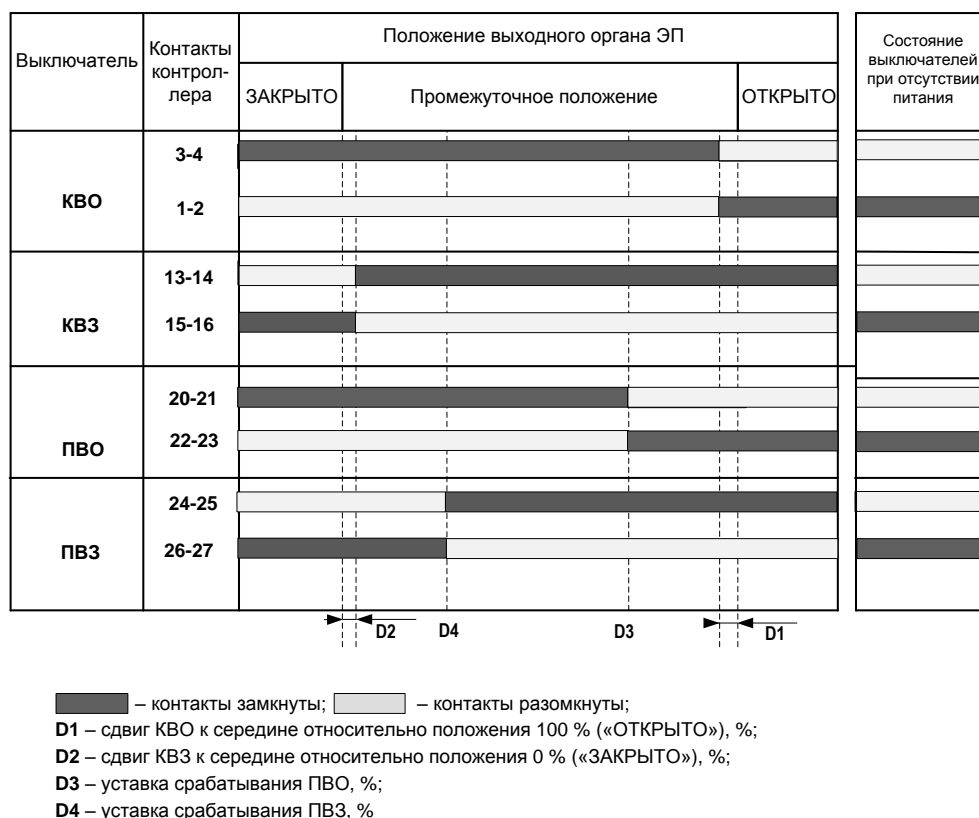 Выключатель
Контакты
контрол-
лера
Положение выходного органа ЭП
ЗАКРЫТО
Промежуточное положение
ОТКРЫТО
Состояние
выключателей
при отсутствии
питания
КВО
3-4
1-2
КВЗ
13-14
15-16
ПВО
20-21
22-23
ПВЗ
24-25
26-27
D2
D4
D3
D1
– контакты замкнуты; – контакты разомкнуты;
D1 – сдвиг КВО к середине относительно положения 100 % («ОТКРЫТО»), %;
D2 – сдвиг КВЗ к середине относительно положения 0 % («ЗАКРЫТО»), %;
D3 – уставка срабатывания ПВО, %;
D4 – уставка срабатывания ПВЗ, %